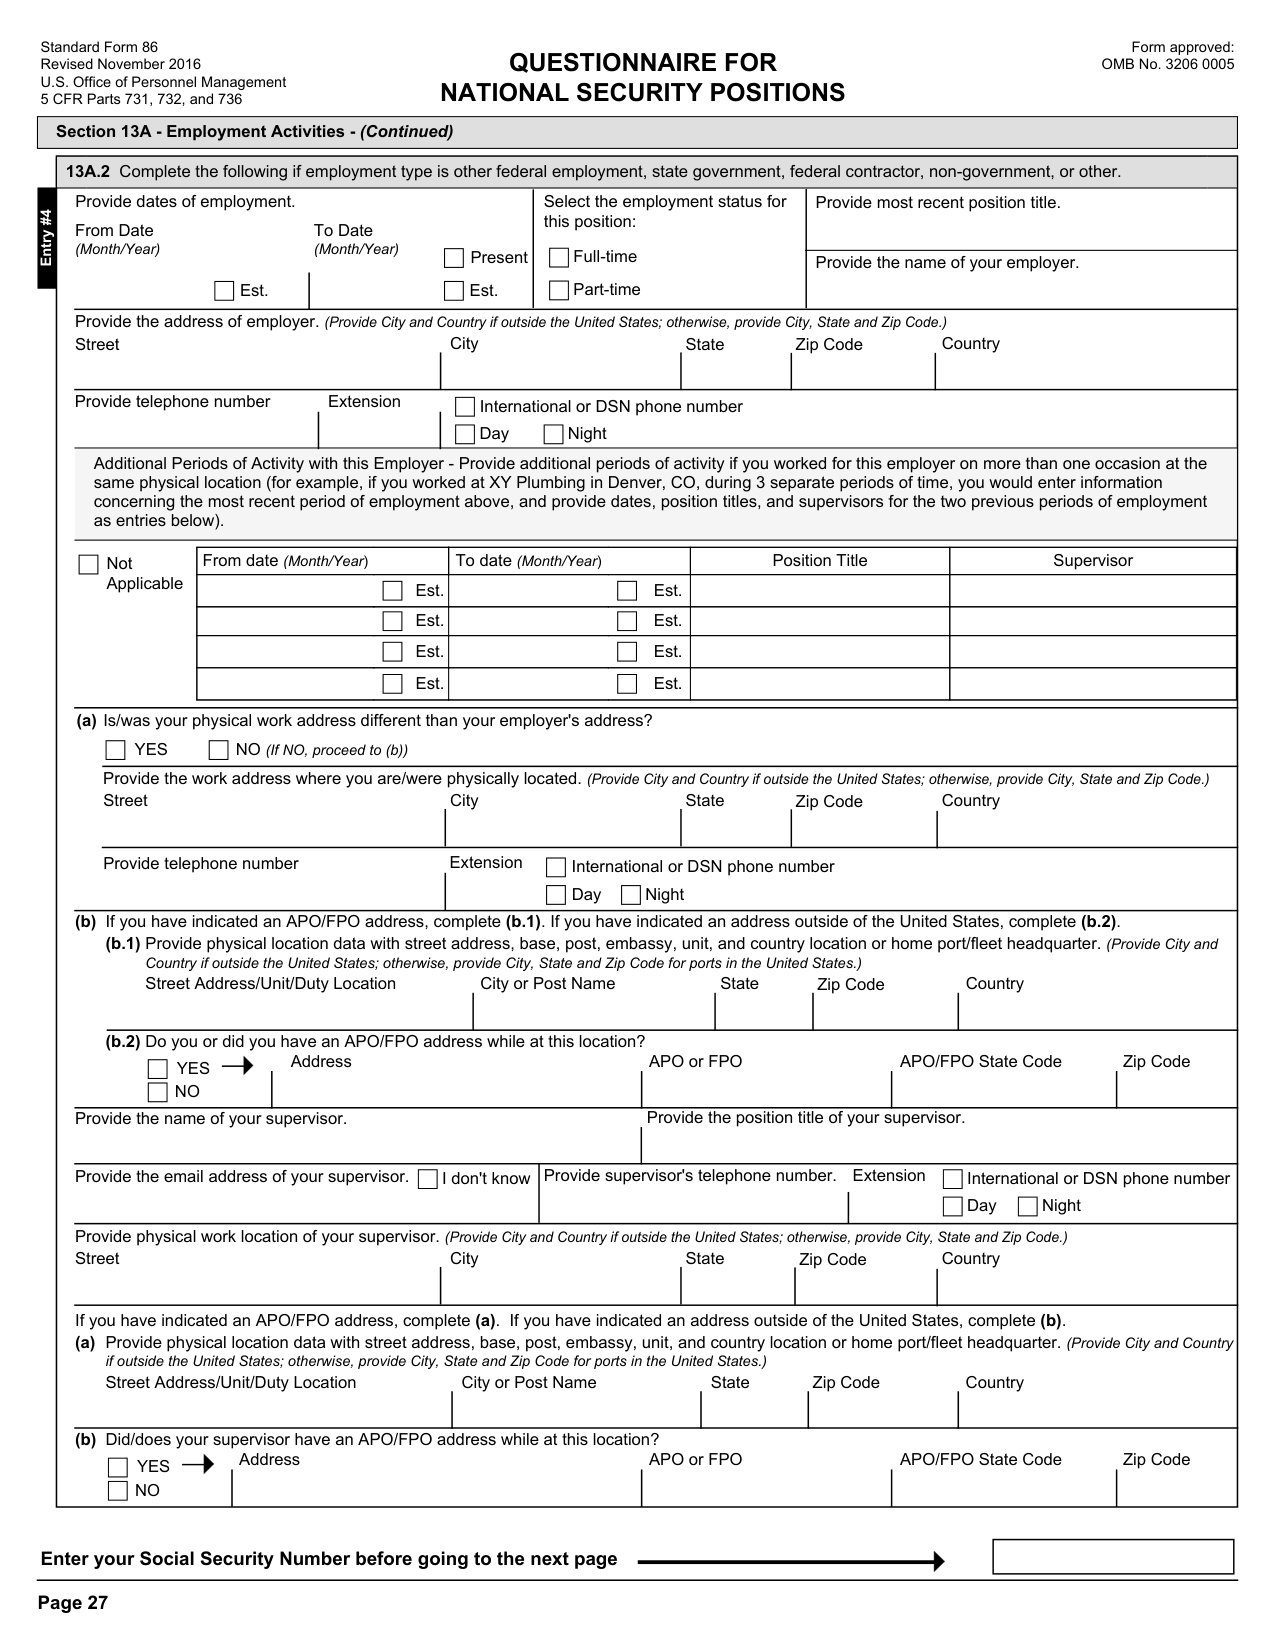 Standard Form 86
Revised November 2016
U.S. Office of Personnel Management
5 CFR Parts 731, 732, and 736
QUESTIONNAIRE FOR
NATIONAL SECURITY POSITIONS
Form approved:
OMB No. 3206 0005
Section 13A - Employment Activities - (Continued)
13A.2 Complete the following if employment type is other federal employment, state government, federal contractor, non-government, or other.
Entry #4
Provide dates of employment.
From Date
(Month/Year)
Est.
To Date
(Month/Year)
Present
Est.
Select the employment status for
this position:
Full-time
Part-time
Provide most recent position title.
Provide the name of your employer.
Provide the address of employer. (Provide City and Country if outside the United States; otherwise, provide City, State and Zip Code.)
Street City State Zip Code Country
Provide telephone number Extension International or DSN phone number
Day Night
Additional Periods of Activity with this Employer - Provide additional periods of activity if you worked for this employer on more than one occasion at the
same physical location (for example, if you worked at XY Plumbing in Denver, CO, during 3 separate periods of time, you would enter information
concerning the most recent period of employment above, and provide dates, position titles, and supervisors for the two previous periods of employment
as entries below).
Not
Applicable
From date (Month/Year) To date (Month/Year) Position Title Supervisor
Est. Est.
Est. Est.
Est. Est.
Est. Est.
(a) Is/was your physical work address different than your employer's address?
YES NO (If NO, proceed to (b))
Provide the work address where you are/were physically located. (Provide City and Country if outside the United States; otherwise, provide City, State and Zip Code.)
Street City State Zip Code Country
Provide telephone number Extension International or DSN phone number
Day Night
(b) If you have indicated an APO/FPO address, complete (b.1). If you have indicated an address outside of the United States, complete (b.2).
(b.1) Provide physical location data with street address, base, post, embassy, unit, and country location or home port/fleet headquarter. (Provide City and
Country if outside the United States; otherwise, provide City, State and Zip Code for ports in the United States.)
Street Address/Unit/Duty Location City or Post Name State Zip Code Country
(b.2) Do you or did you have an APO/FPO address while at this location?
YES Address APO or FPO APO/FPO State Code Zip Code
NO
Provide the name of your supervisor. Provide the position title of your supervisor.
Provide the email address of your supervisor. I don't know Provide supervisor's telephone number. Extension International or DSN phone number
Day Night
Provide physical work location of your supervisor. (Provide City and Country if outside the United States; otherwise, provide City, State and Zip Code.)
Street City State Zip Code Country
If you have indicated an APO/FPO address, complete (a). If you have indicated an address outside of the United States, complete (b).
(a) Provide physical location data with street address, base, post, embassy, unit, and country location or home port/fleet headquarter. (Provide City and Country
if outside the United States; otherwise, provide City, State and Zip Code for ports in the United States.)
Street Address/Unit/Duty Location City or Post Name State Zip Code Country
(b) Did/does your supervisor have an APO/FPO address while at this location?
YES Address APO or FPO APO/FPO State Code Zip Code
NO
Enter your Social Security Number before going to the next page
Page 27